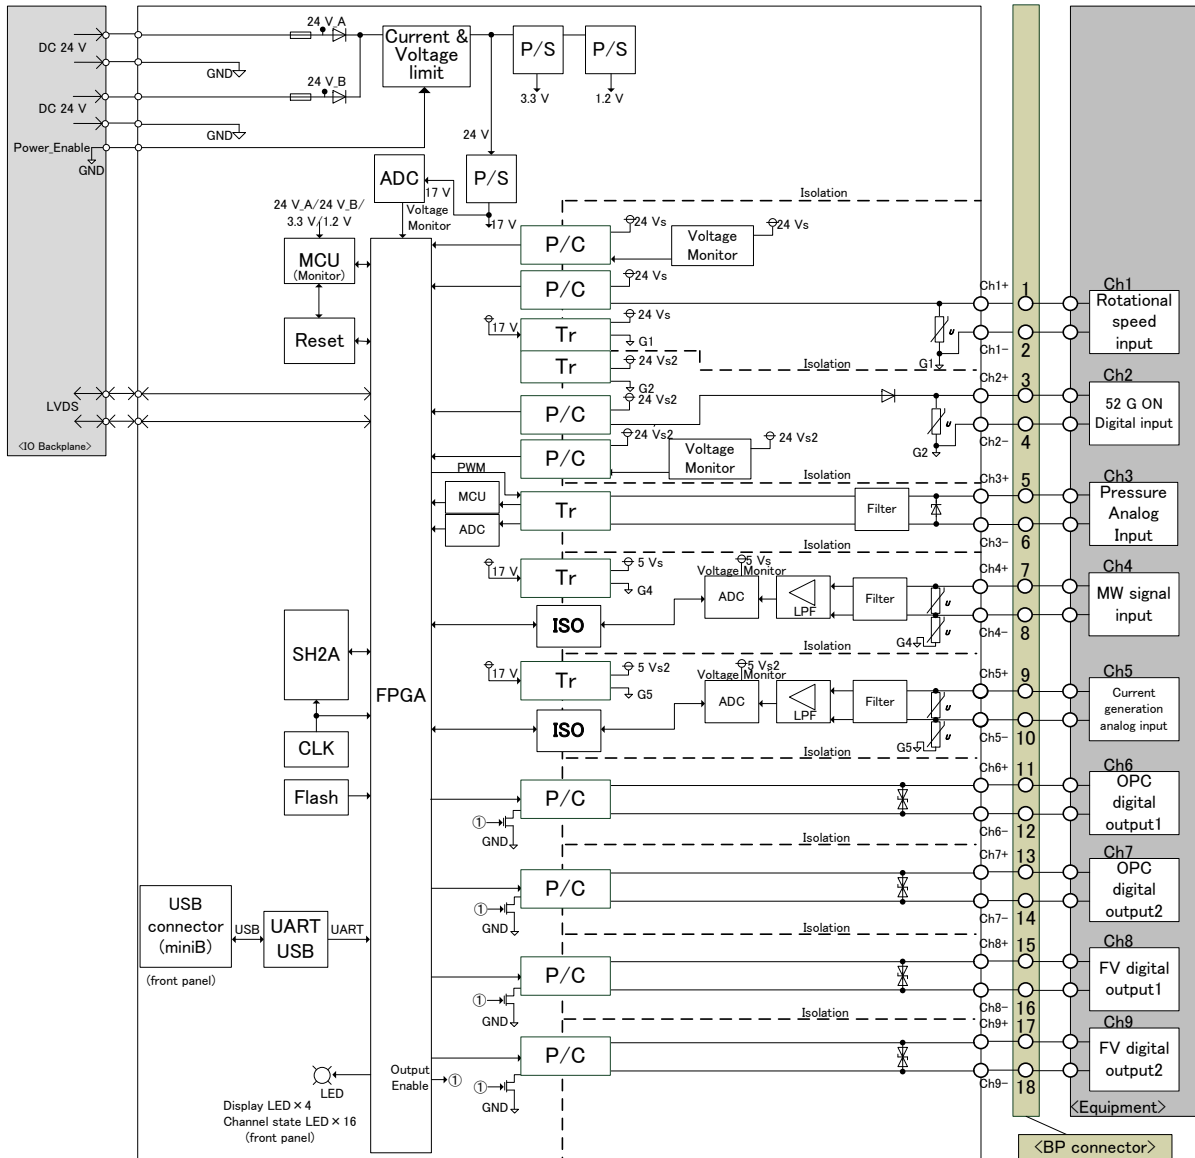 DC 24 V
DC 24 V
Power_Enable
GND
LVDS
<IO Backplane>
24 V_A
GND
24 V_B
GND
Current &
Voltage
limit
P/S
3.3 V
P/S
1.2 V
24 V
P/S
17 V
ADC
17 V
Voltage
Monitor
24 V_A/24 V_B/
3.3 V/1.2 V
MCU
(Monitor)
Reset
SH2A
CLK
Flash
FPGA
USB
connector
(miniB)
(front panel)
USB
UART
USB
UART
LED
Display LED×4
Channel state LED×16
(front panel)
Output
Enable
①
Isolation
P/C
24 Vs
Voltage
Monitor
24 Vs
P/C
24 Vs
17 V
Tr
24 Vs
G1
Tr
24 Vs2
G2
Isolation
G1
u
P/C
24 Vs2
G2
u
P/C
24 Vs2
Voltage
Monitor
24 Vs2
Isolation
PWM
MCU
ADC
Tr
Filter
Isolation
17 V
Tr
5 Vs
G4
ISO
5 Vs
Voltage Monitor
ADC
LPF
Filter
u
u
G4
Isolation
17 V
Tr
5 Vs2
G5
ISO
5 Vs2
Voltage Monitor
ADC
LPF
Filter
u
u
G5
Isolation
P/C
①
GND
Isolation
P/C
①
GND
Isolation
P/C
①
GND
Isolation
P/C
①
GND
Ch1+
1
Ch1-
2
Ch2+
3
Ch2-
4
Ch3+
5
Ch3-
6
Ch4+
7
Ch4-
8
Ch5+
9
Ch5-
10
Ch6+
11
Ch6-
12
Ch7+
13
Ch7-
14
Ch8+
15
Ch8-
16
Ch9+
17
Ch9-
18
Ch1
Rotational
speed
input
Ch2
52 G ON
Digital input
Ch3
Pressure
Analog
Input
Ch4
MW signal
input
Ch5
Current
generation
analog input
Ch6
OPC
digital
output1
Ch7
OPC
digital
output2
Ch8
FV digital
output1
Ch9
FV digital
output2
<Equipment>
<BP connector>